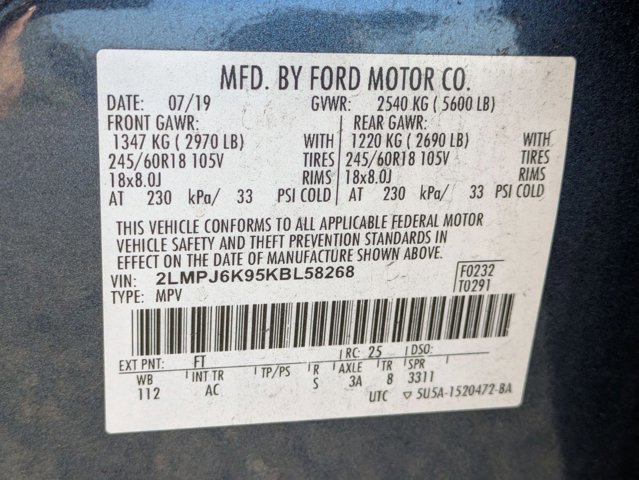 MFD. BY FORD MOTOR CO.
DATE: 07/19 GVWR: 2540 KG ( 5600 LB)
FRONT GAWR: REAR GAWR:
1347 KG ( 2970 LB) WITH 1220 KG ( 2690 LB) WITH
245/60R18 105V TIRES 245/60R18 105V TIRES
18x8.0J RIMS 18x8.0J RIMS
AT 230 kPa/ 33 PSI COLD AT 230 kPa/ 33 PSI COLD
THIS VEHICLE CONFORMS TO ALL APPLICABLE FEDERAL MOTOR
VEHICLE SAFETY AND THEFT PREVENTION STANDARDS IN
EFFECT ON THE DATE OF MANUFACTURE SHOWN ABOVE.
VIN: 2LMPJ6K95KBL58268 F0232
TYPE: MPV T0291
EXT PNT: FT RC: 25 DSO:
WB INT TR TP/PS R AXLE TR SPR
112 AC S 3A 8 3311
UTC ▽ 5U5A-1520472-BA